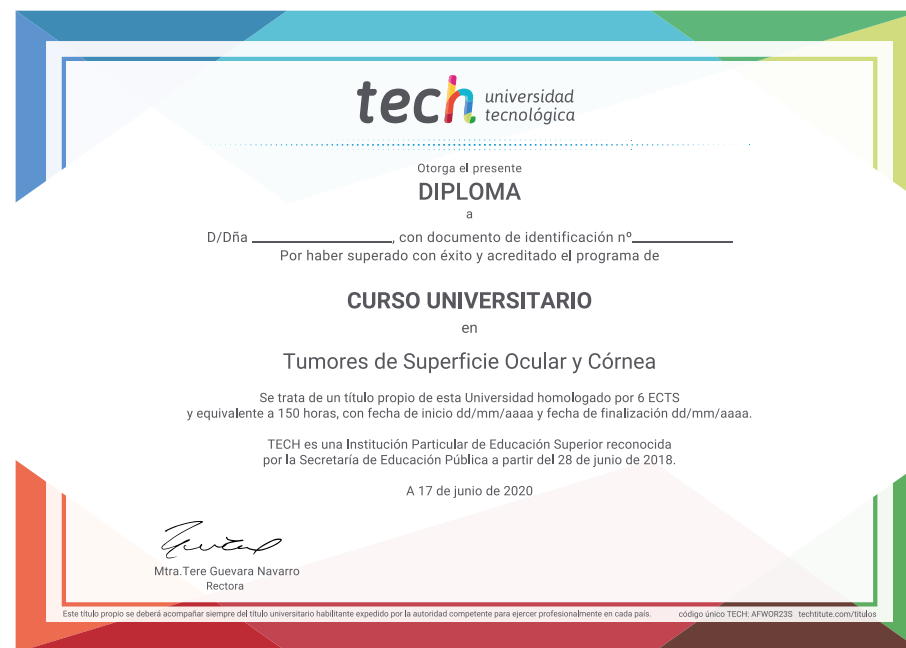 tech universidad
tecnológica
Otorga el presente
DIPLOMA
a
D/Dña ____________________, con documento de identificación nº______________
Por haber superado con éxito y acreditado el programa de
CURSO UNIVERSITARIO
en
Tumores de Superficie Ocular y Córnea
Se trata de un título propio de esta Universidad homologado por 6 ECTS
y equivalente a 150 horas, con fecha de inicio dd/mm/aaaa y fecha de finalización dd/mm/aaaa.
TECH es una Institución Particular de Educación Superior reconocida
por la Secretaría de Educación Pública a partir del 28 de junio de 2018.
A 17 de junio de 2020
Mtra.Tere Guevara Navarro
Rectora
Este título propio se deberá acompañar siempre del título universitario habilitante expedido por la autoridad competente para ejercer profesionalmente en cada país. código único TECH: AFWOR23S techtitute.com/titulos